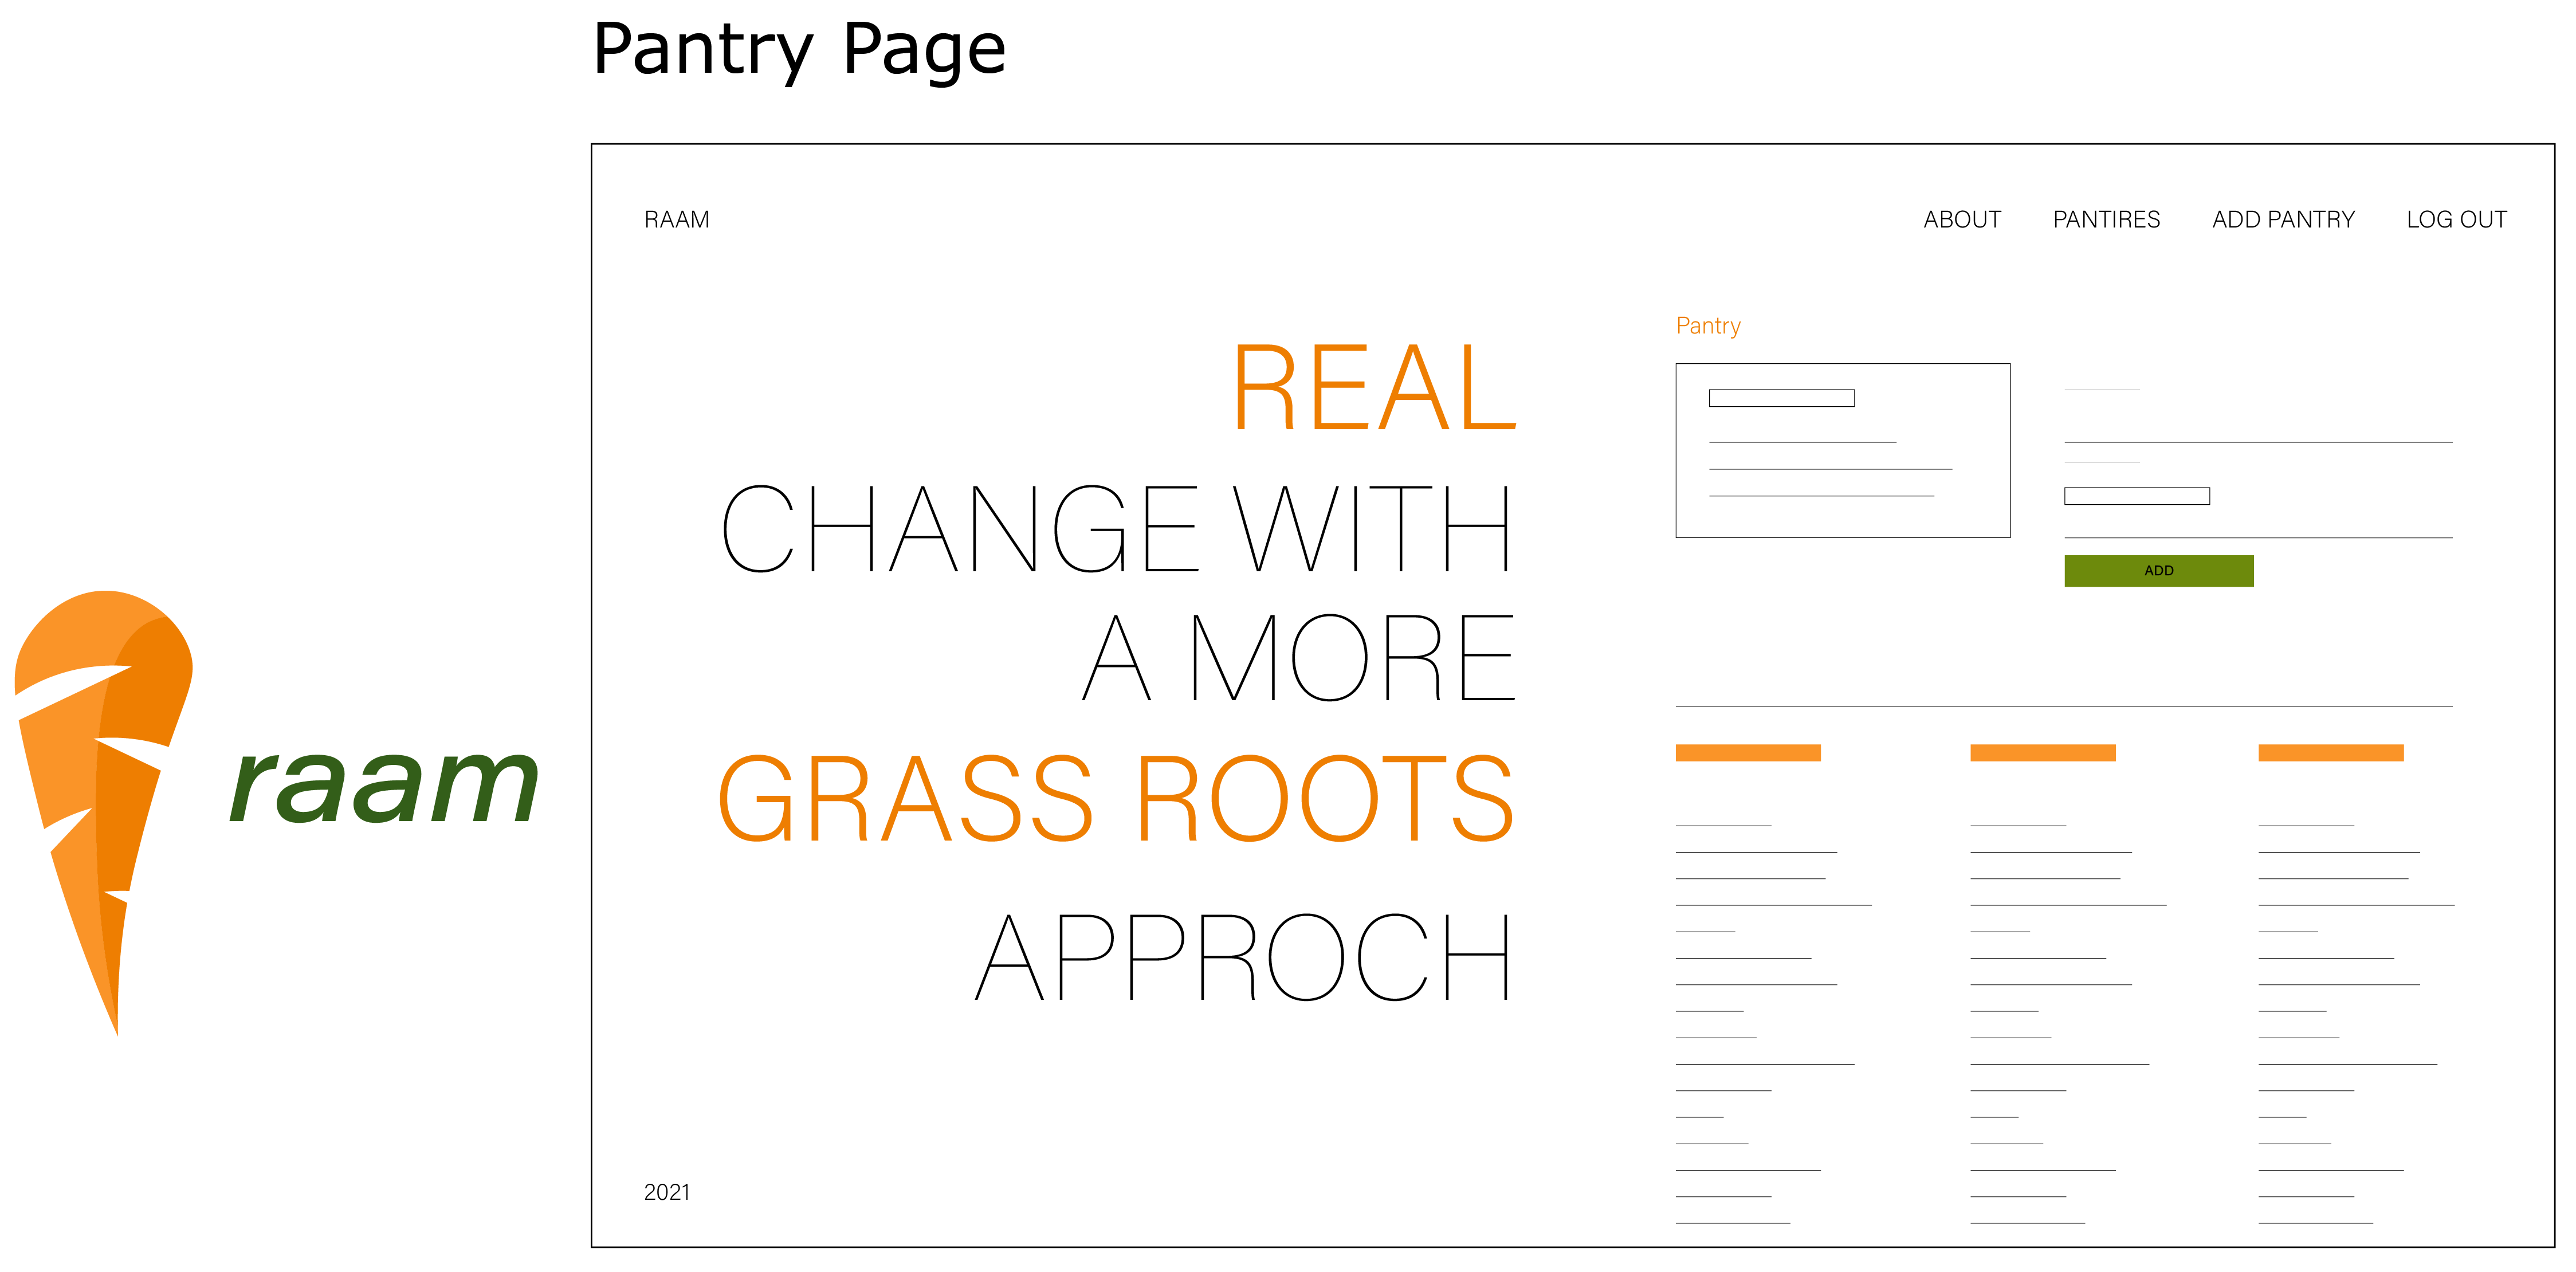 Pantry Page
raam
RAAM
ABOUT PANTIRES ADD PANTRY LOG OUT
REAL
CHANGE WITH
A MORE
GRASS ROOTS
APPROCH
2021
Pantry
ADD